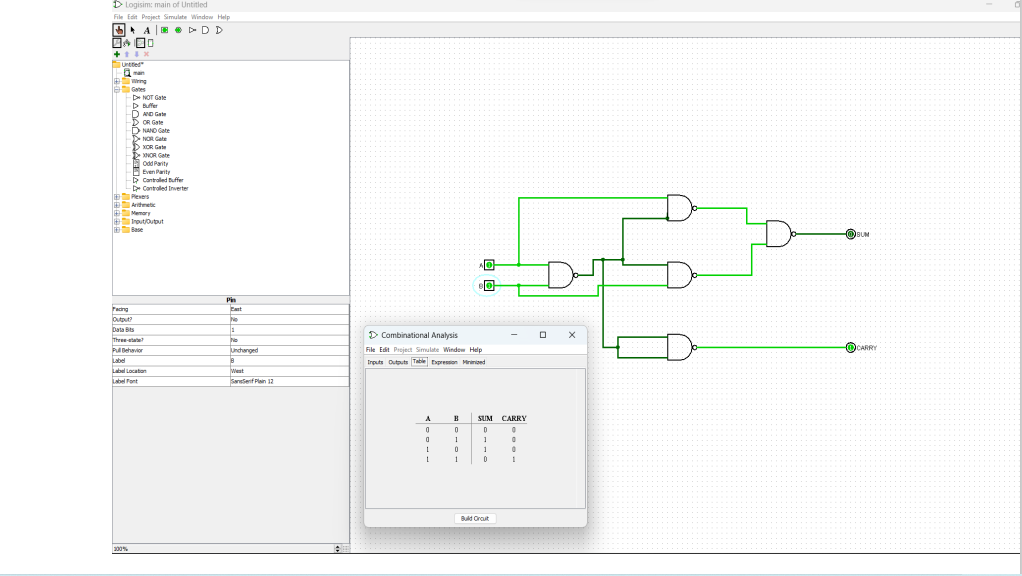 Logisim: main of Untitled
File Edit Project Simulate Window Help
A
Untitled*
main
Wiring
Gates
NOT Gate
Buffer
AND Gate
OR Gate
NAND Gate
NOR Gate
XOR Gate
XNOR Gate
Odd Parity
Even Parity
Controlled Buffer
Controlled Inverter
Plexers
Arithmetic
Memory
Input/Output
Base
Pin
Facing East
Output? No
Data Bits 1
Three-state? No
Pull Behavior Unchanged
Label B
Label Location West
Label Font SansSerif Plain 12
100%
A 1
B 1
SUM
CARRY
Combinational Analysis
File Edit Project Simulate Window Help
Inputs Outputs Table Expression Minimized
A B SUM CARRY
0 0 0 0
0 1 1 0
1 0 1 0
1 1 0 1
Build Circuit